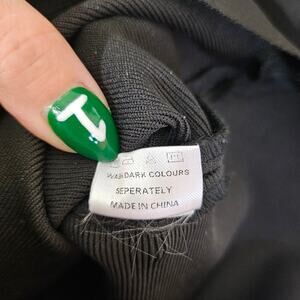 T
DARK COLOURS
SEPERATELY
MADE IN CHINA